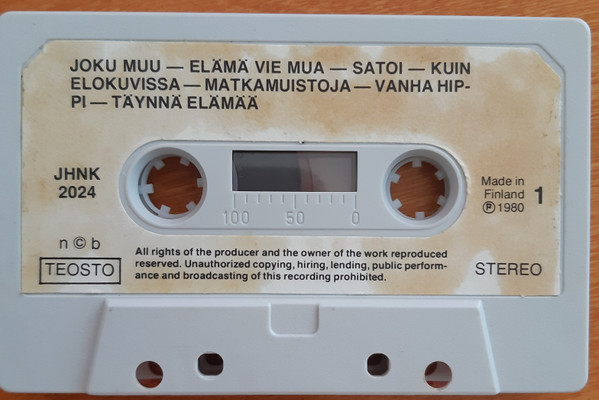 JOKU MUU — ELÄMÄ VIE MUA — SATOI — KUIN
ELOKUVISSA — MATKAMUISTOJA — VANHA HIP-
PI — TÄYNNÄ ELÄMÄÄ
JHNK
2024
100 50 0
Made in
Finland
℗ 1980
1
n © b
TEOSTO
All rights of the producer and the owner of the work reproduced
reserved. Unauthorized copying, hiring, lending, public perform-
ance and broadcasting of this recording prohibited.
STEREO